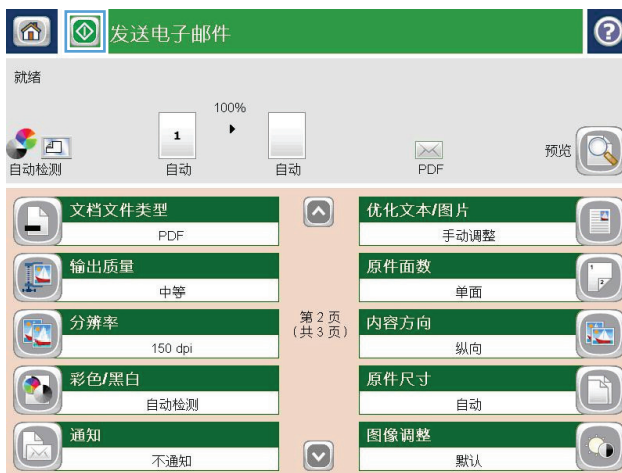 发送电子邮件
就绪
100%
1
自动检测
自动
自动
PDF
预览
文档文件类型
PDF
输出质量
中等
分辨率
150 dpi
彩色/黑白
自动检测
通知
不通知
第 2 页
(共 3 页)
优化文本/图片
手动调整
原件面数
单面
内容方向
纵向
原件尺寸
自动
图像调整
默认